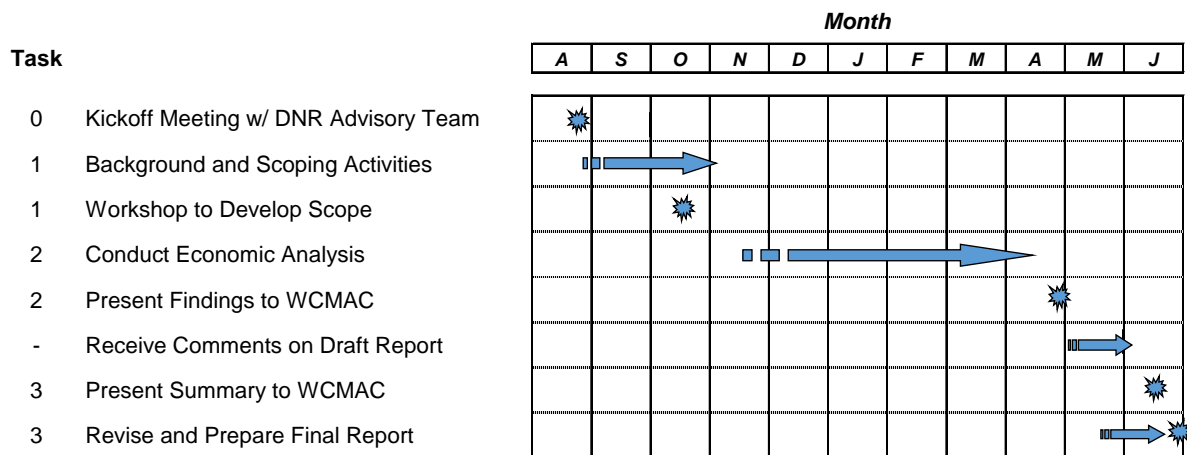 Month
Task
A S O N D J F M A M J
0 Kickoff Meeting w/ DNR Advisory Team
1 Background and Scoping Activities
1 Workshop to Develop Scope
2 Conduct Economic Analysis
2 Present Findings to WCMAC
- Receive Comments on Draft Report
3 Present Summary to WCMAC
3 Revise and Prepare Final Report